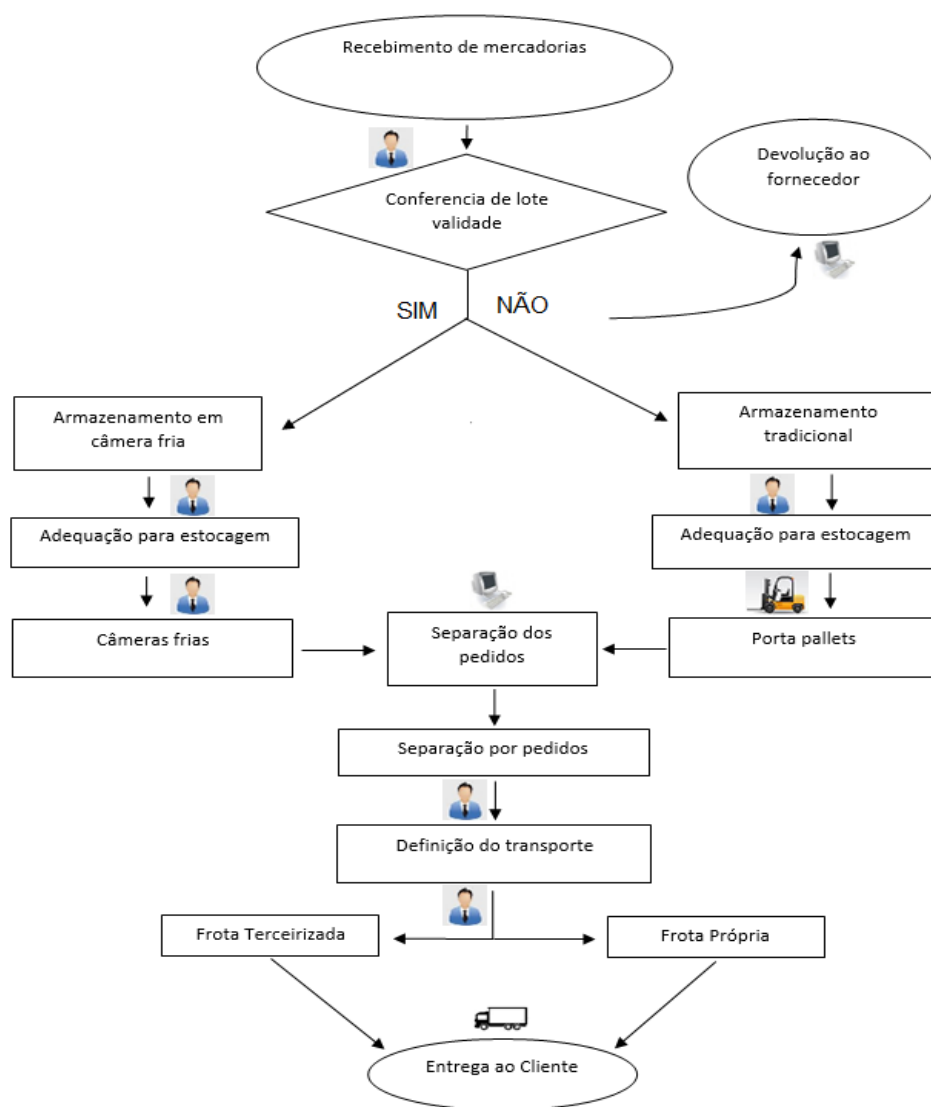 Recebimento de mercadorias
Devolução ao
fornecedor
Conferencia de lote
validade
SIM
NÃO
Armazenamento em
câmera fria
Armazenamento
tradicional
Adequação para estocagem
Adequação para estocagem
Câmeras frias
Separação dos
pedidos
Porta pallets
Separação por pedidos
Definição do transporte
Frota Terceirizada
Frota Própria
Entrega ao Cliente